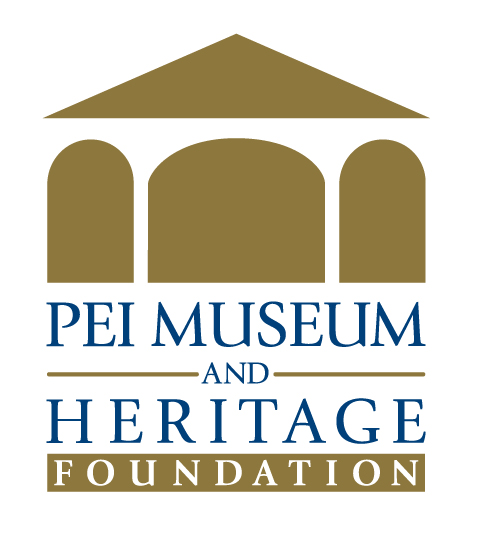 PEI MUSEUM
AND
HERITAGE
FOUNDATION